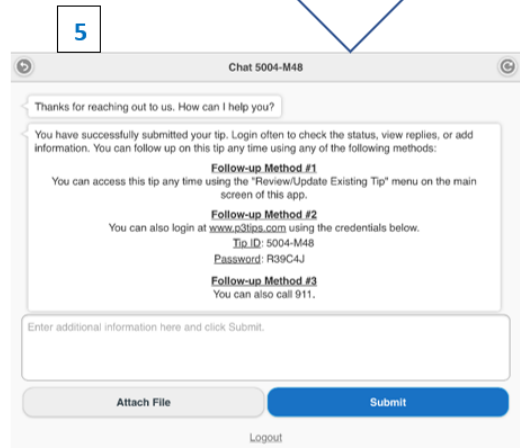 5
Chat 5004-M48
Thanks for reaching out to us. How can I help you?
You have successfully submitted your tip. Login often to check the status, view replies, or add
information. You can follow up on this tip any time using any of the following methods:
Follow-up Method #1
You can access this tip any time using the "Review/Update Existing Tip" menu on the main
screen of this app.
Follow-up Method #2
You can also login at www.p3tips.com using the credentials below.
Tip ID: 5004-M48
Password: R39C4J
Follow-up Method #3
You can also call 911.
Enter additional information here and click Submit.
Attach File
Submit
Logout